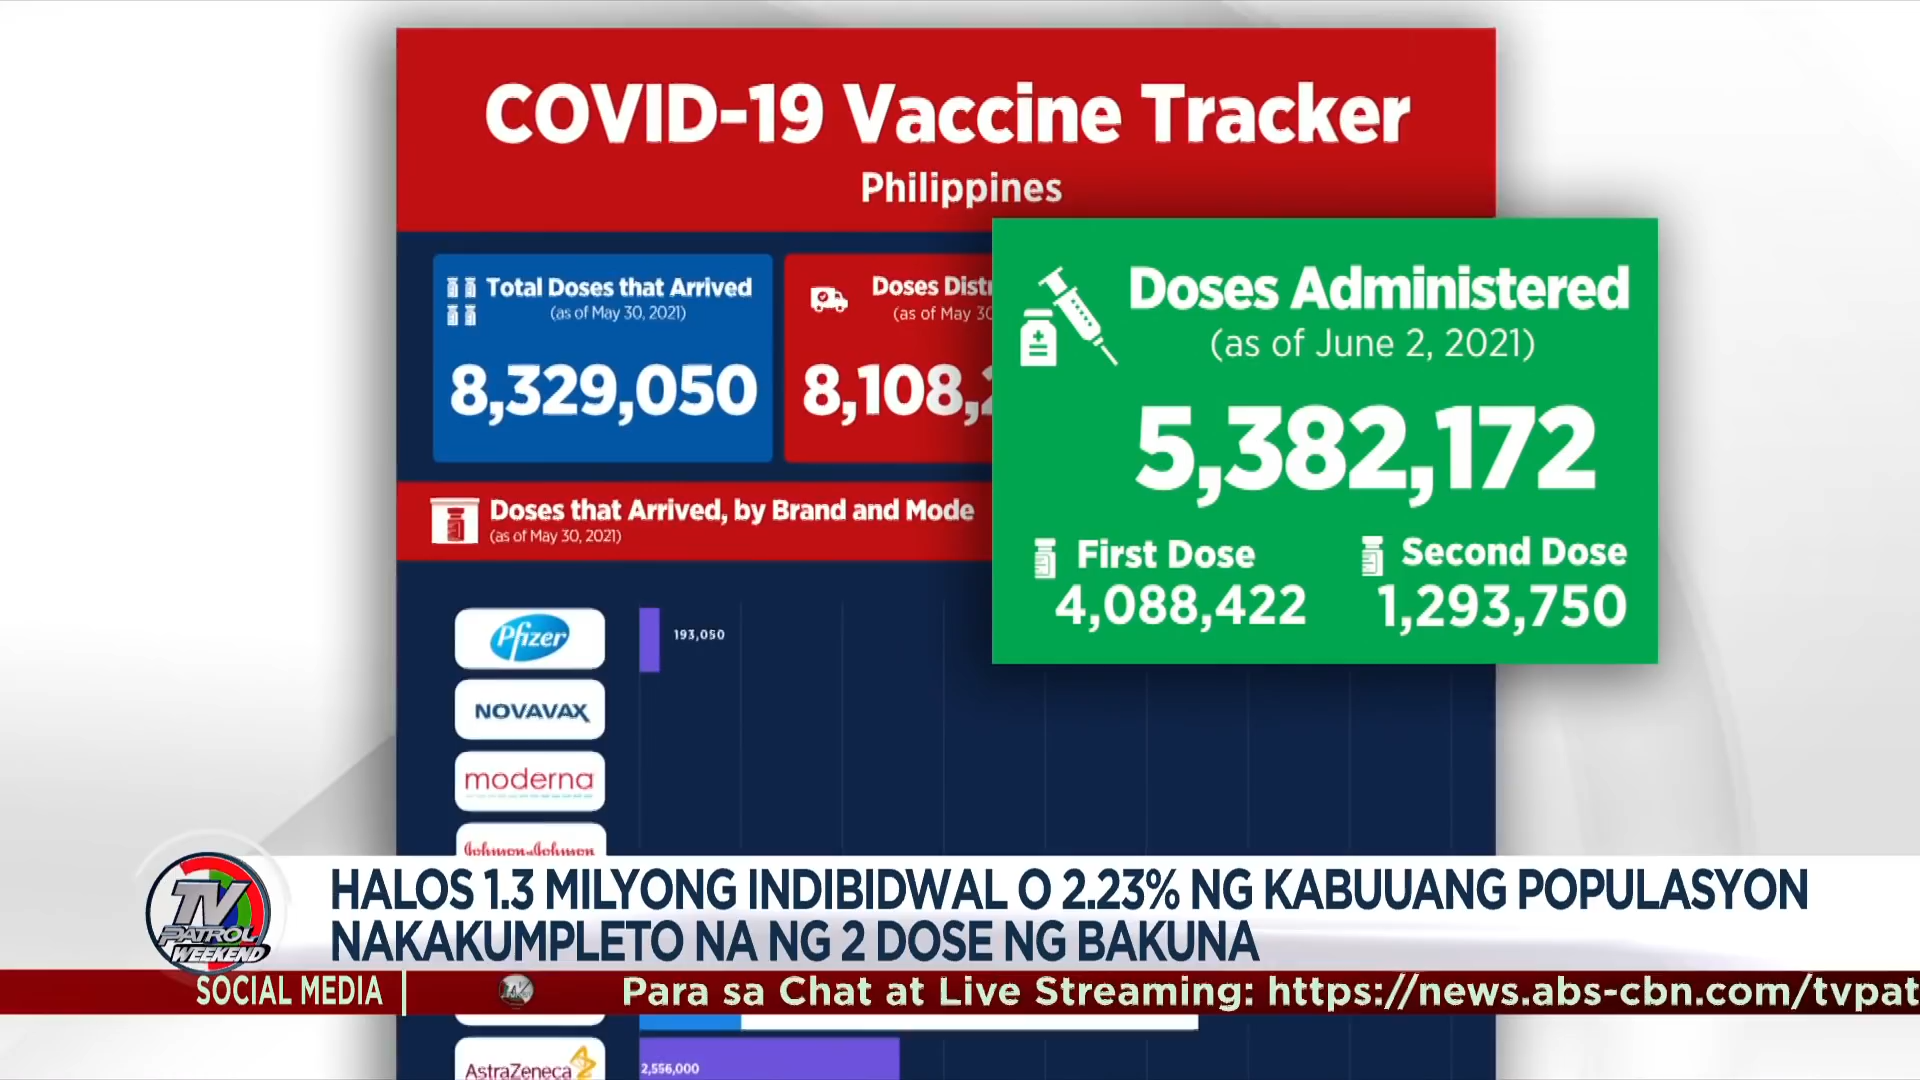 COVID-19 Vaccine Tracker
Philippines
Total Doses that Arrived
(as of May 30, 2021)
8,329,050
Doses
(as of May
8,108,
Doses Administered
(as of June 2, 2021)
5,382,172
First Dose
4,088,422
Second Dose
1,293,750
Doses that Arrived, by Brand and Mode
(as of May 30, 2021)
Pfizer
193,050
NOVAVAX
moderna
Johnson & Johnson
HALOS 1.3 MILYONG INDIBIDWAL O 2.23% NG KABUUANG POPULASYON
NAKAKUMPLETO NA NG 2 DOSE NG BAKUNA
TV PATROL WEEKEND
SOCIAL MEDIA
Para sa Chat at Live Streaming: https://news.abs-cbn.com/tvpat
AstraZeneca
2,556,000